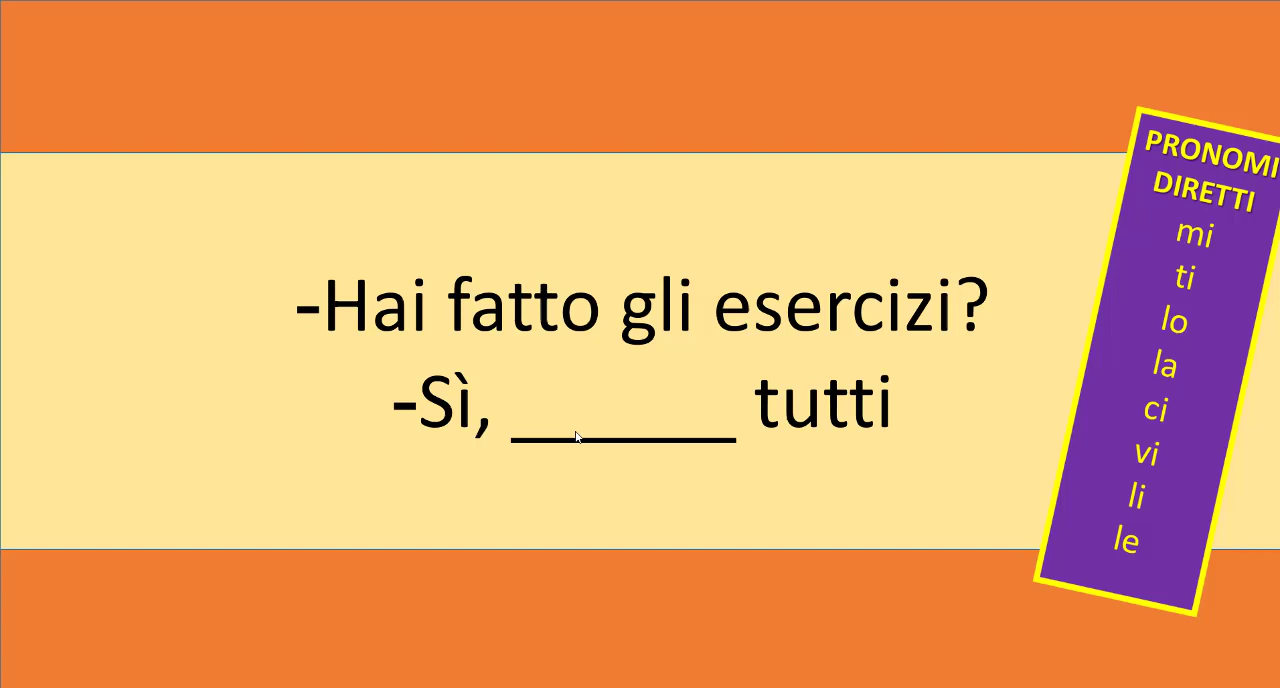 -Hai fatto gli esercizi?
-Sì, ______ tutti
PRONOMI
DIRETTI
mi
ti
lo
la
ci
vi
li
le